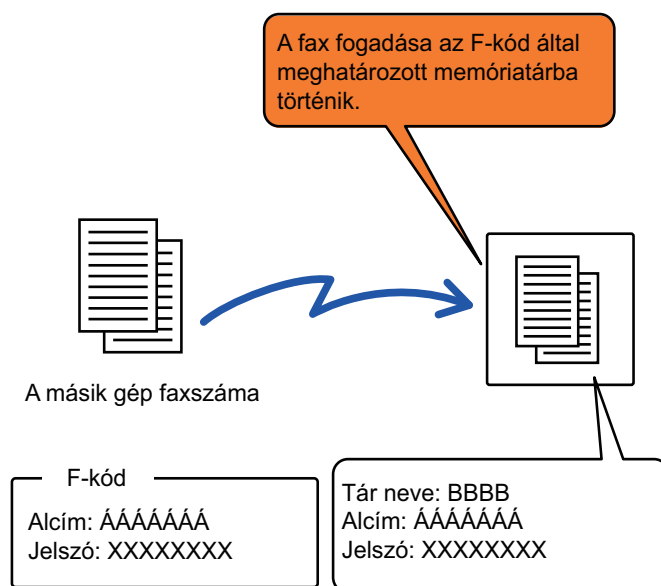 A fax fogadása az F-kód által
meghatározott memóriatárba
történik.
A másik gép faxszáma
F-kód
Alcím: ÁÁÁÁÁÁÁ
Jelszó: XXXXXXXX
Tár neve: BBBB
Alcím: ÁÁÁÁÁÁÁ
Jelszó: XXXXXXXX